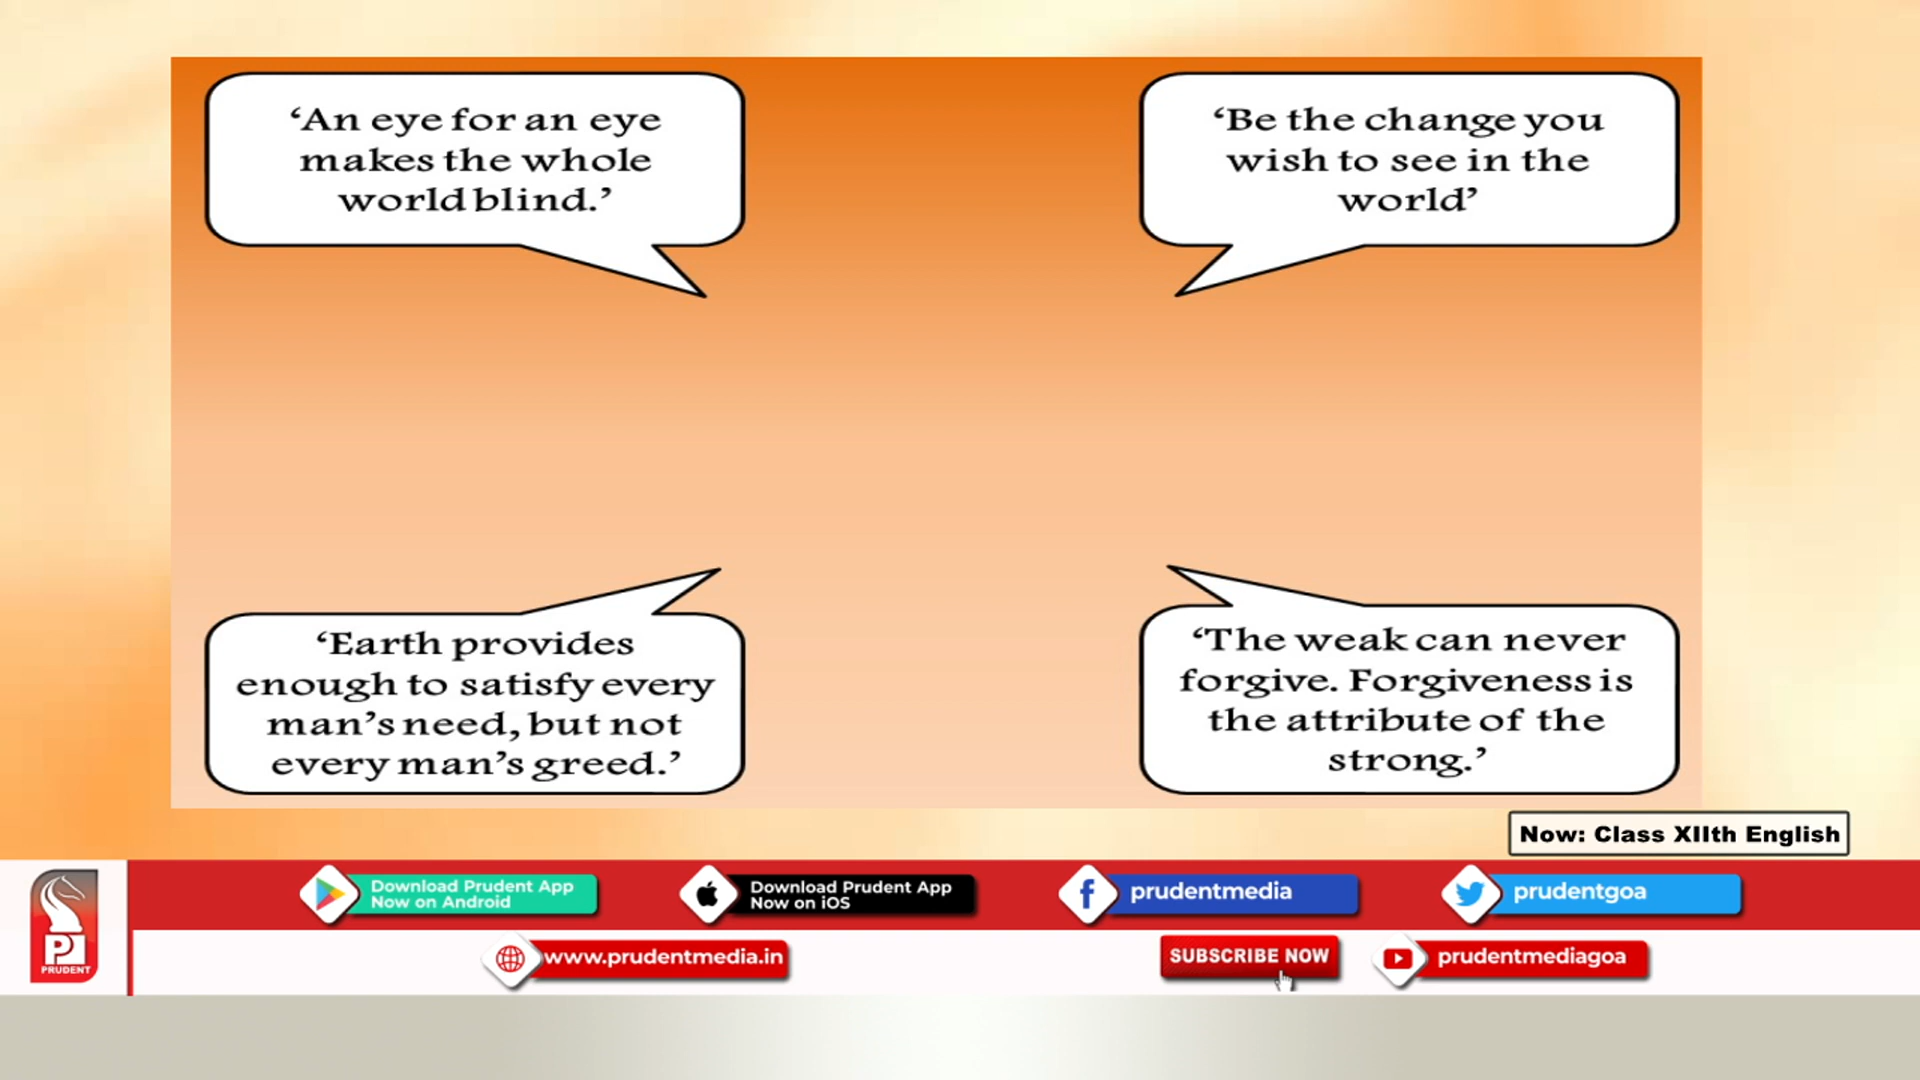 ‘An eye for an eye
makes the whole
world blind.’
‘Be the change you
wish to see in the
world’
‘Earth provides
enough to satisfy every
man’s need, but not
every man’s greed.’
‘The weak can never
forgive. Forgiveness is
the attribute of the
strong.’
Now: Class XIIth English
Download Prudent App
Now on Android
Download Prudent App
Now on iOS
prudentmedia
prudentgoa
PRUDENT
www.prudentmedia.in
SUBSCRIBE NOW
prudentmediagoa